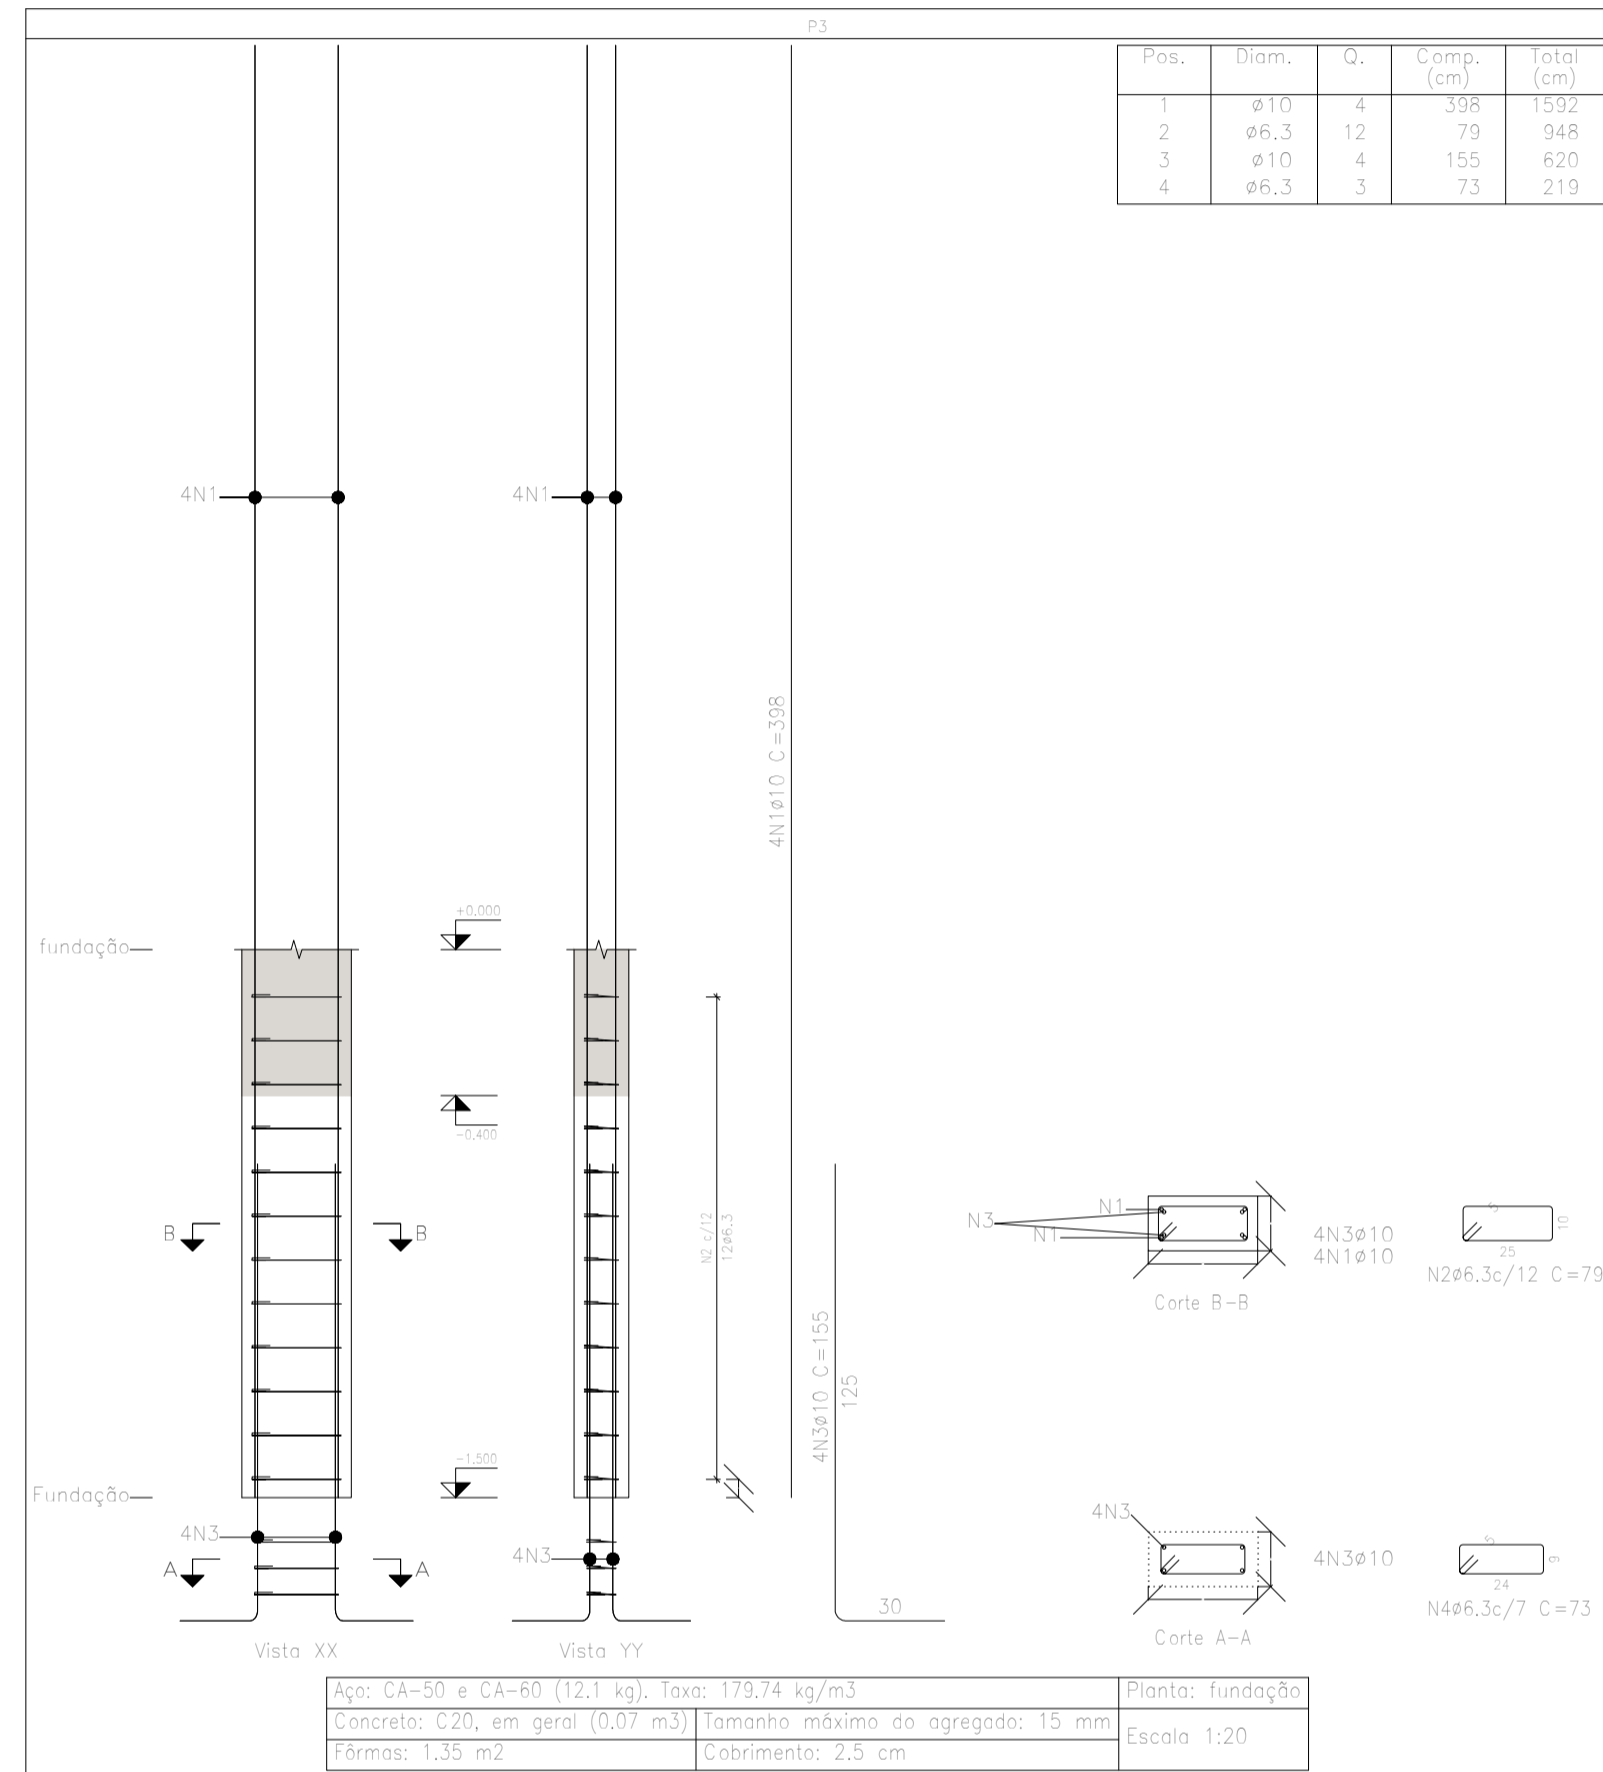 P3
Pos. Diam. Q. Comp. (cm) Total (cm)
1 ø10 4 398 1592
2 ø6.3 12 79 948
3 ø10 4 155 620
4 ø6.3 3 73 219
4N1
4N1
4N1ø10 C=398
fundação
+0.000
-0.400
N2 c/12
12ø6.3
B
B
N3
N1
N1
4N3ø10
4N1ø10
Corte B-B
5
10
25
N2ø6.3c/12 C=79
4N3ø10 C=155
125
Fundação
-1.500
4N3
4N3
A
A
30
4N3
4N3ø10
Corte A-A
5
9
24
N4ø6.3c/7 C=73
Vista XX
Vista YY
Aço: CA-50 e CA-60 (12.1 kg). Taxa: 179.74 kg/m3
Planta: fundação
Concreto: C20, em geral (0.07 m3)
Tamanho máximo do agregado: 15 mm
Escala 1:20
Fôrmas: 1.35 m2
Cobrimento: 2.5 cm